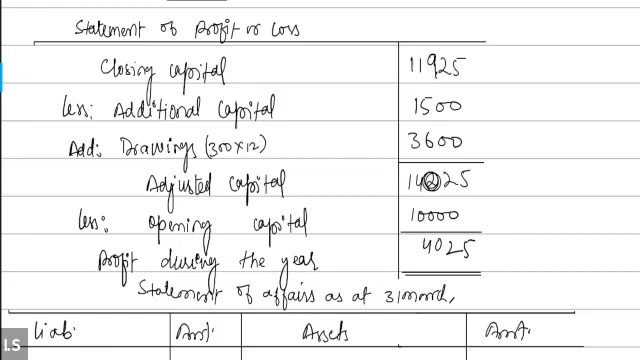 Statement of Profit or Loss
Closing capital 11925
Less: Additional Capital 1500
Add: Drawings (300x12) 3600
Adjusted capital 14025
Less: opening capital 10000
Profit during the year 4025
Statement of affairs as at 31 march,
Liab Amt: Assets Amt:
I.S